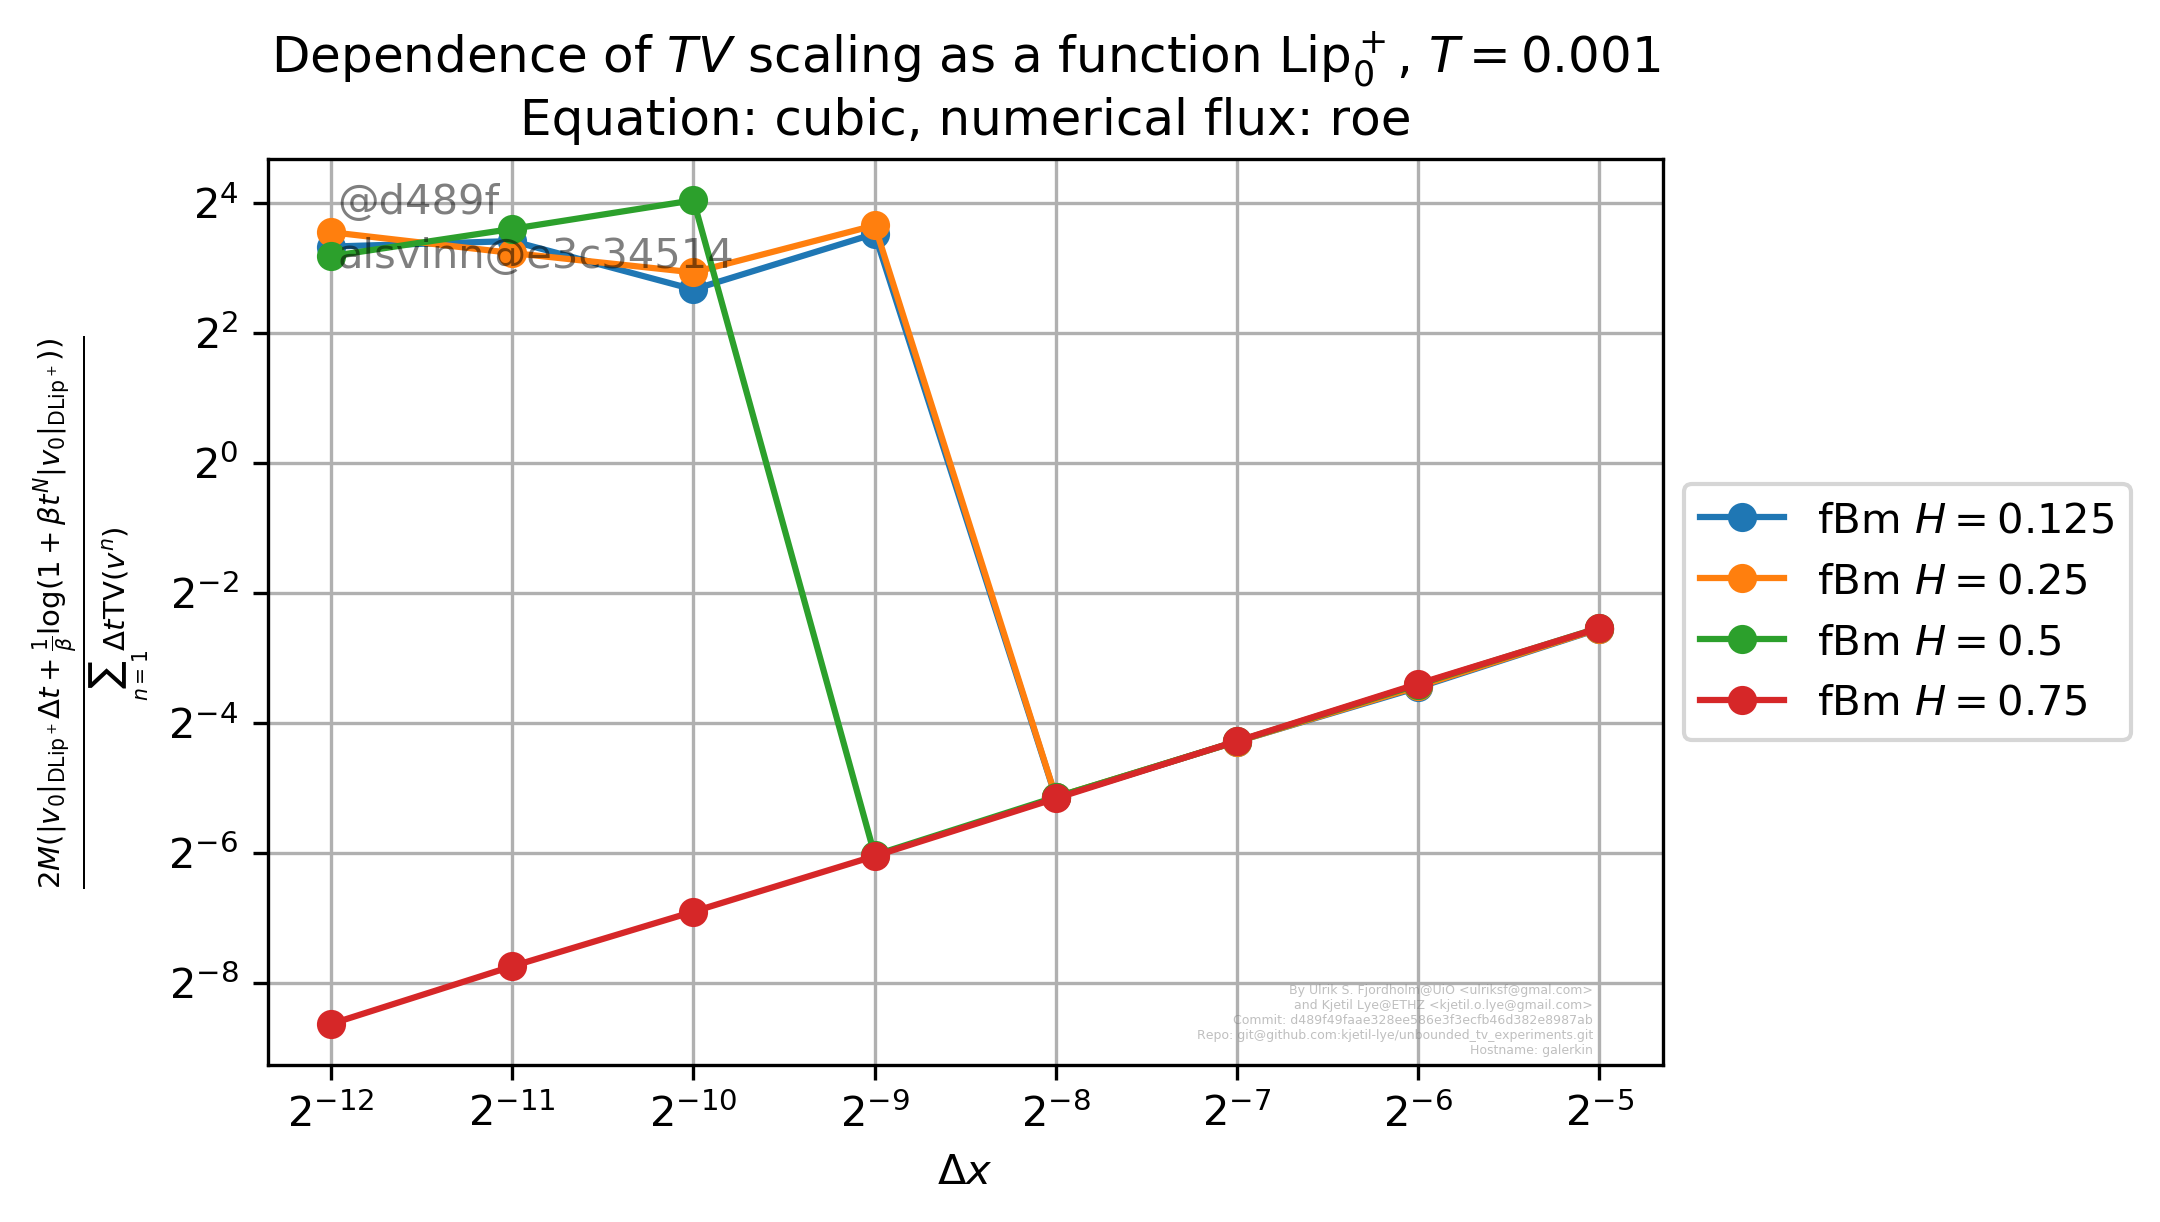 Dependence of TV scaling as a function Lip₀⁺, T = 0.001
Equation: cubic, numerical flux: roe
@d489f
alsvinn@e3c34514
2⁴
2²
2⁰
2⁻²
2⁻⁴
2⁻⁶
2⁻⁸
2M(|v₀|_DLip⁺ Δt + 1/β log(1 + βt^N |v₀|_DLip⁺))
∑_{n=1} ΔtTV(vⁿ)
fBm H = 0.125
fBm H = 0.25
fBm H = 0.5
fBm H = 0.75
By Ulrik S. Fjordholm@UiO <ulriksf@gmal.com>
and Kjetil Lye@ETHZ <kjetil.o.lye@gmail.com>
Commit: d489f49faae328ee586e3f3ecfb46d382e8987ab
Repo: git@github.com:kjetil-lye/unbounded_tv_experiments.git
Hostname: galerkin
2⁻¹² 2⁻¹¹ 2⁻¹⁰ 2⁻⁹ 2⁻⁸ 2⁻⁷ 2⁻⁶ 2⁻⁵
Δx